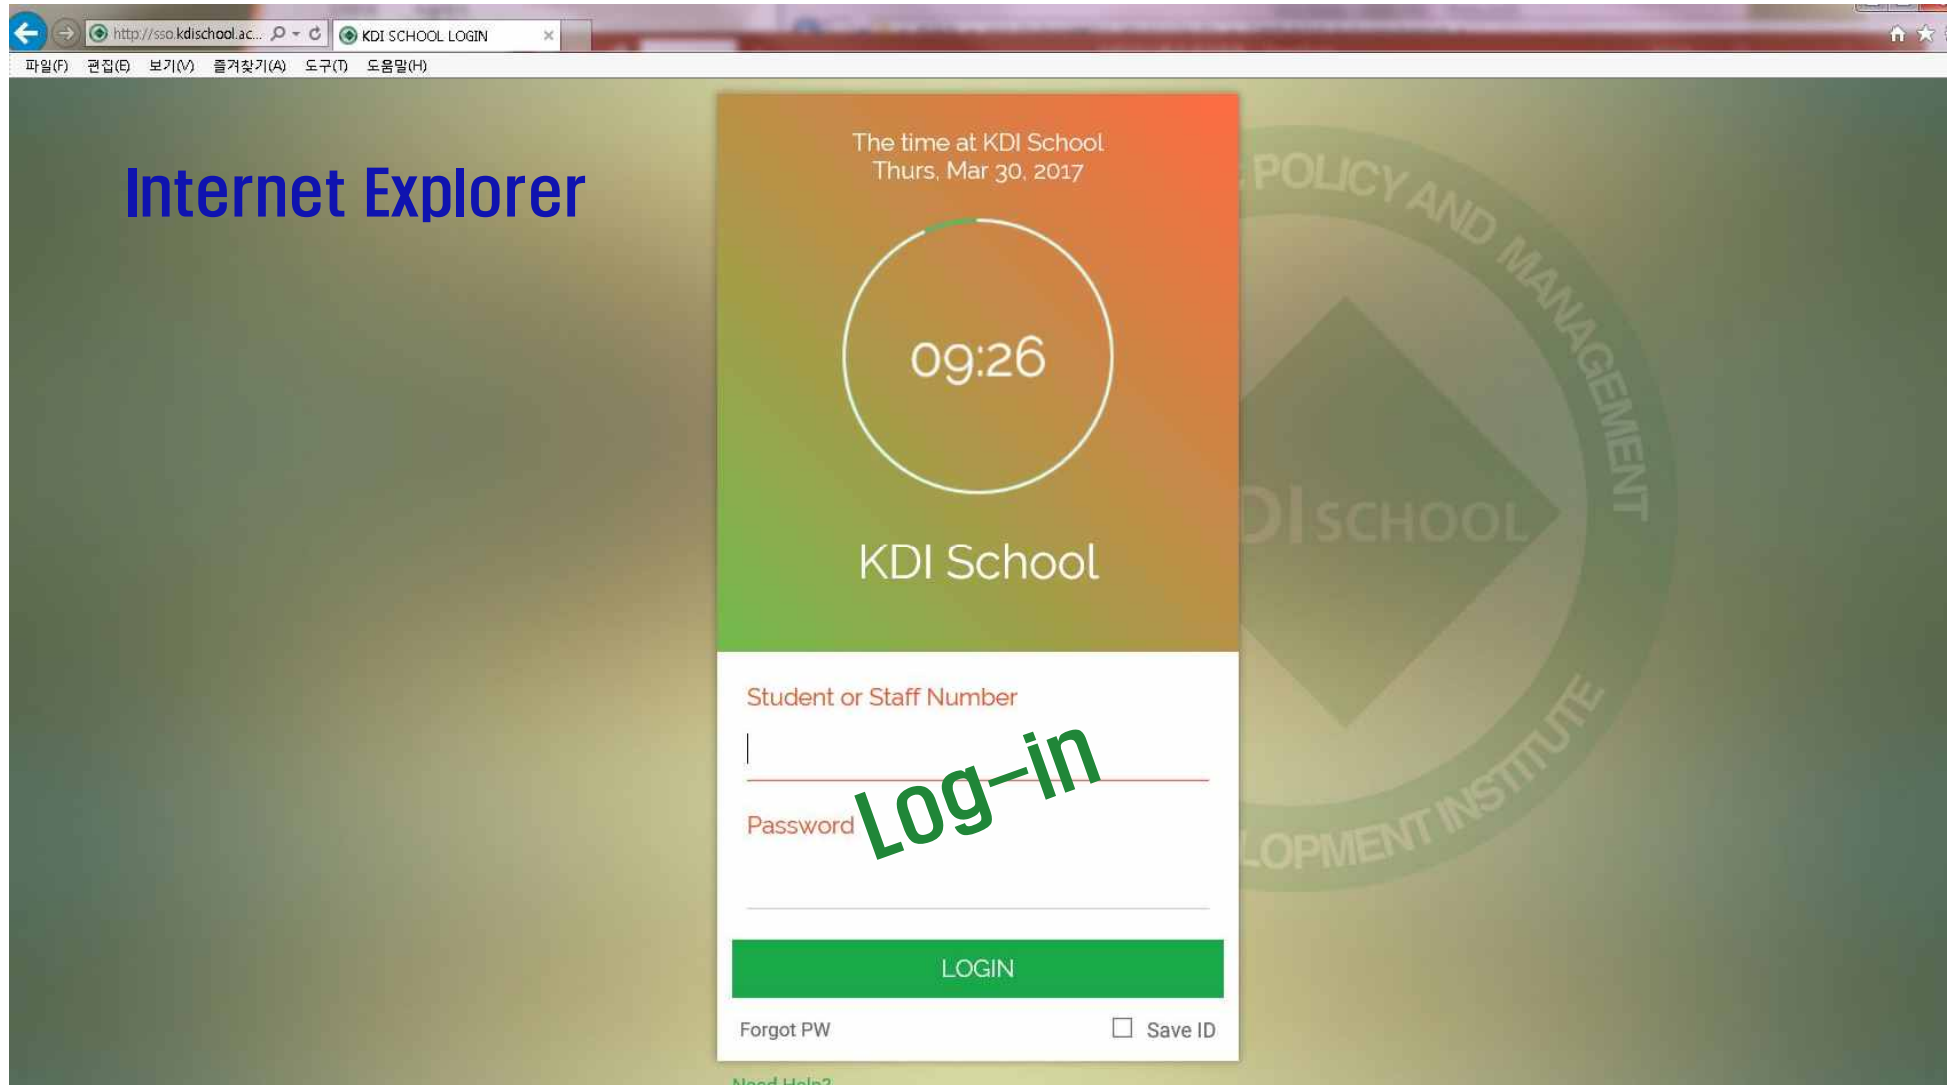 http://sso.kdischool.ac...
KDI SCHOOL LOGIN
파일(F) 편집(E) 보기(V) 즐겨찾기(A) 도구(T) 도움말(H)
Internet Explorer
The time at KDI School
Thurs, Mar 30, 2017
09:26
KDI School
POLICY AND MANAGEMENT
SCHOOL
INSTITUTE
Student or Staff Number
Log-in
Password
LOGIN
Forgot PW
Save ID
Need Help?